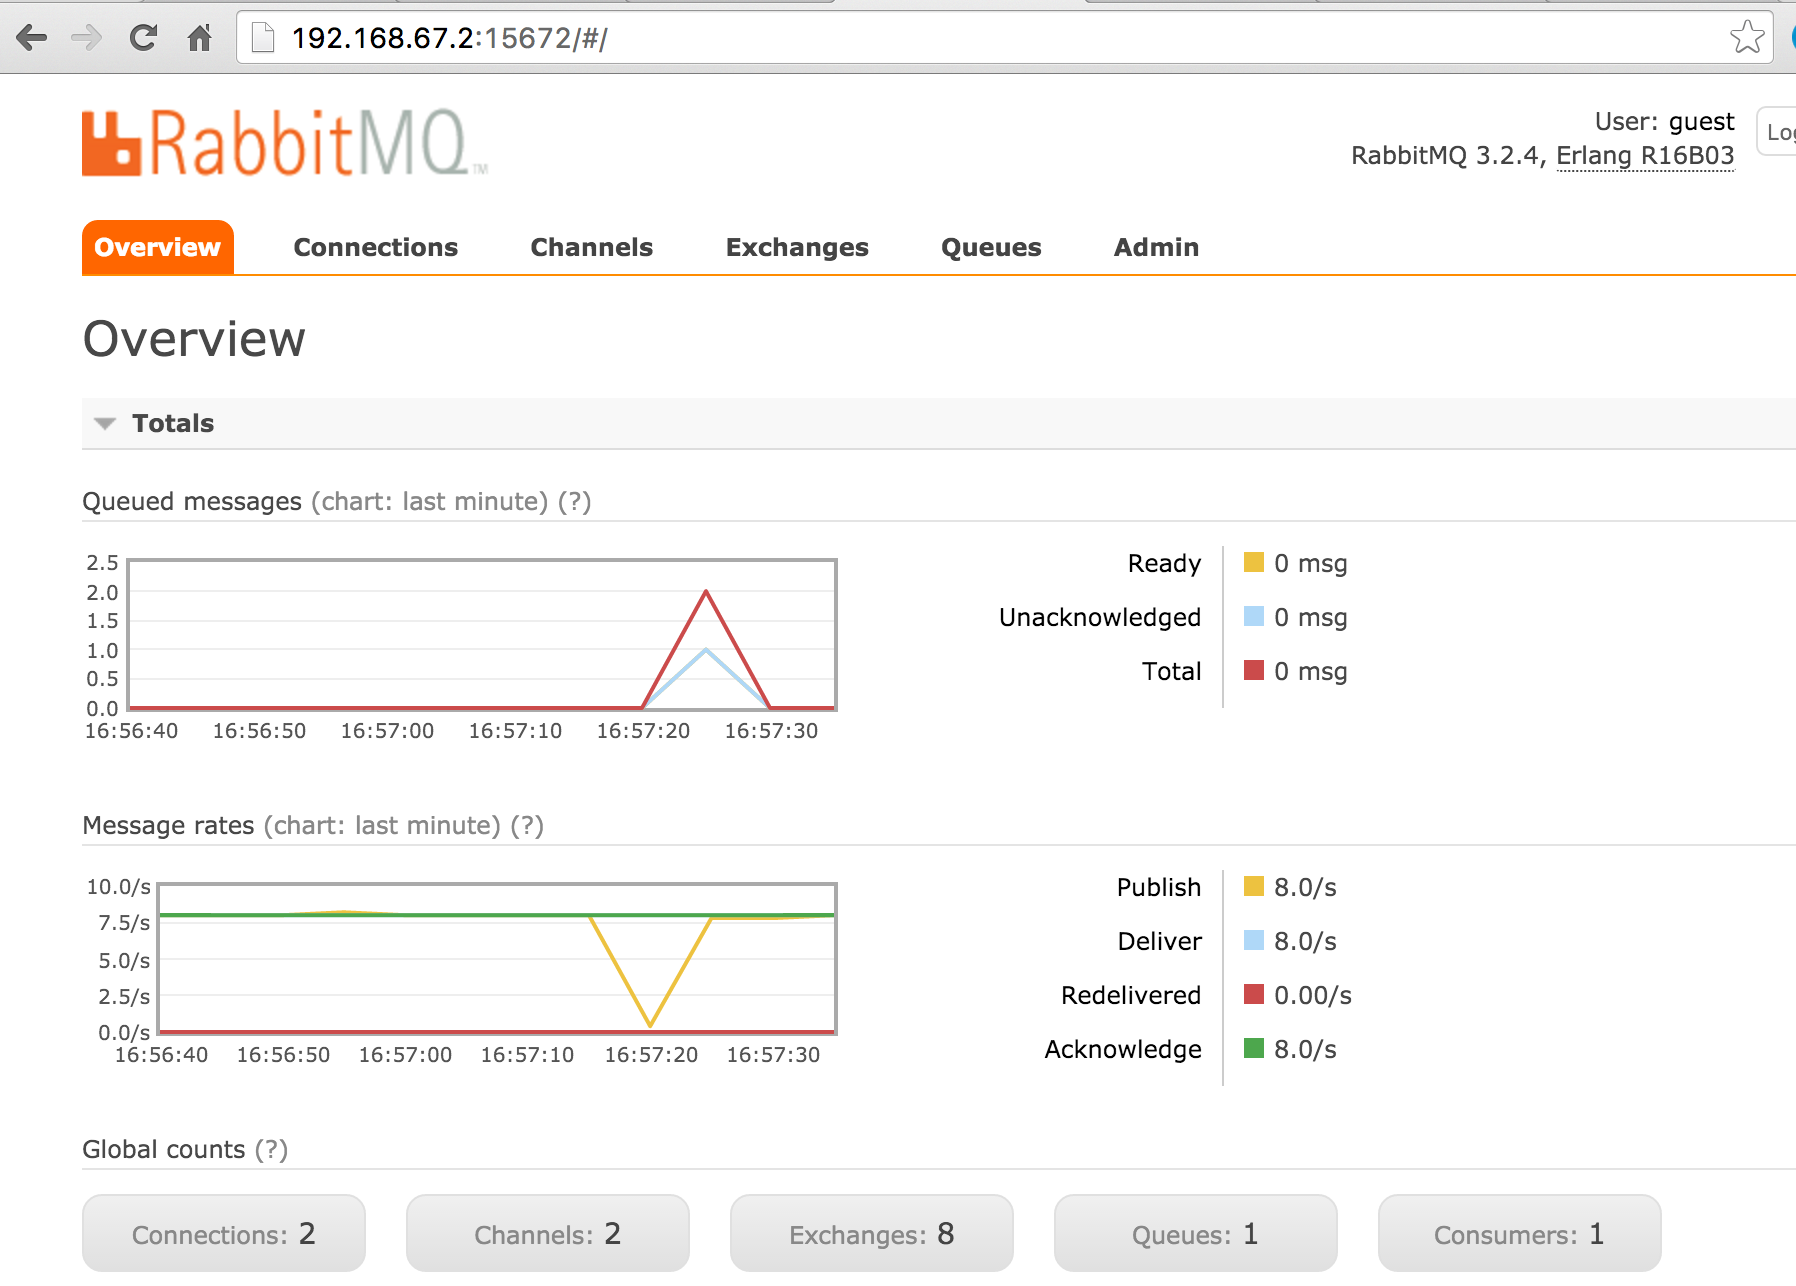 192.168.67.2:15672/#/
RabbitMQ™
User: guest
RabbitMQ 3.2.4, Erlang R16B03
Overview Connections Channels Exchanges Queues Admin
Overview
Totals
Queued messages (chart: last minute) (?)
2.5
2.0
1.5
1.0
0.5
0.0
16:56:40 16:56:50 16:57:00 16:57:10 16:57:20 16:57:30
Ready 0 msg
Unacknowledged 0 msg
Total 0 msg
Message rates (chart: last minute) (?)
10.0/s
7.5/s
5.0/s
2.5/s
0.0/s
16:56:40 16:56:50 16:57:00 16:57:10 16:57:20 16:57:30
Publish 8.0/s
Deliver 8.0/s
Redelivered 0.00/s
Acknowledge 8.0/s
Global counts (?)
Connections: 2 Channels: 2 Exchanges: 8 Queues: 1 Consumers: 1